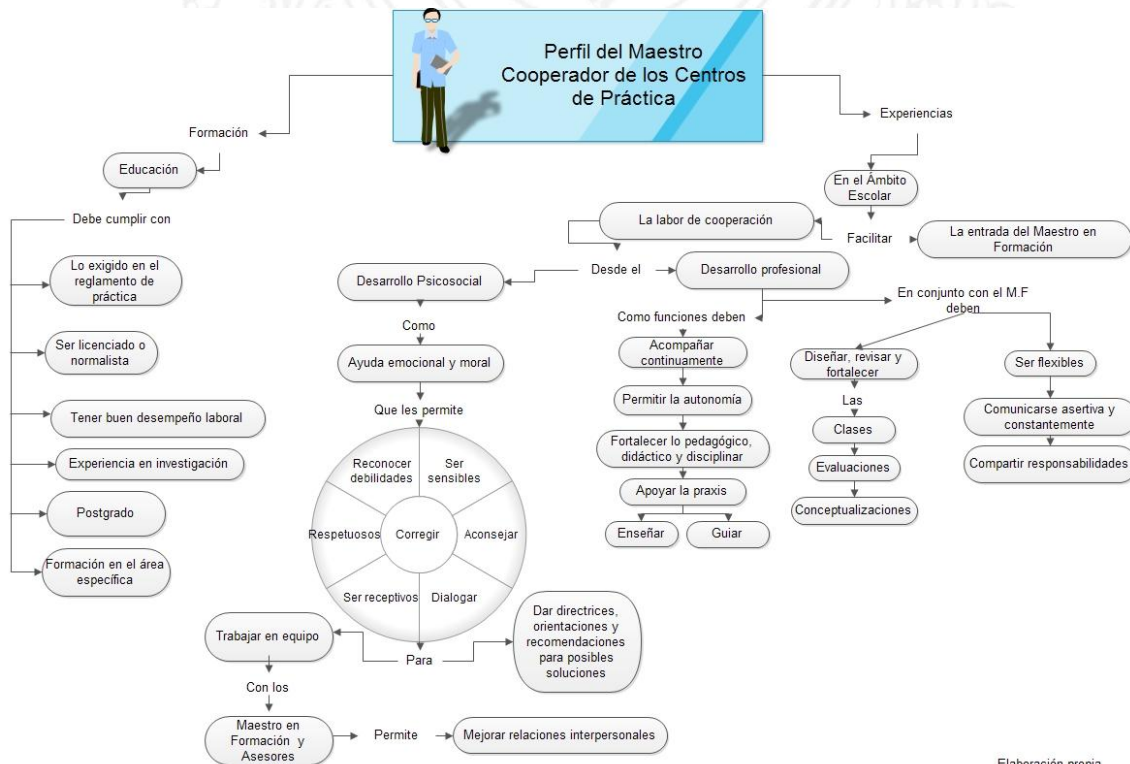 Perfil del Maestro
Cooperador de los Centros
de Práctica
Formación
Educación
Debe cumplir con
Lo exigido en el
reglamento de
práctica
Ser licenciado o
normalista
Tener buen desempeño laboral
Experiencia en investigación
Postgrado
Formación en el área
específica
Experiencias
En el Ámbito
Escolar
Facilitar
La entrada del Maestro en
Formación
La labor de cooperación
Desde el
Desarrollo Psicosocial
Como
Ayuda emocional y moral
Que les permite
Reconocer
debilidades
Ser
sensibles
Respetuosos
Corregir
Aconsejar
Ser receptivos
Dialogar
Para
Trabajar en equipo
Con los
Maestro en
Formación y
Asesores
Permite
Mejorar relaciones interpersonales
Dar directrices,
orientaciones y
recomendaciones
para posibles
soluciones
Desarrollo profesional
Como funciones deben
Acompañar
continuamente
Permitir la autonomía
Fortalecer lo pedagógico,
didáctico y disciplinar
Apoyar la praxis
Enseñar
Guiar
En conjunto con el M.F
deben
Diseñar, revisar y
fortalecer
Las
Clases
Evaluaciones
Conceptualizaciones
Ser flexibles
Comunicarse asertiva y
constantemente
Compartir responsabilidades
Elaboración propia